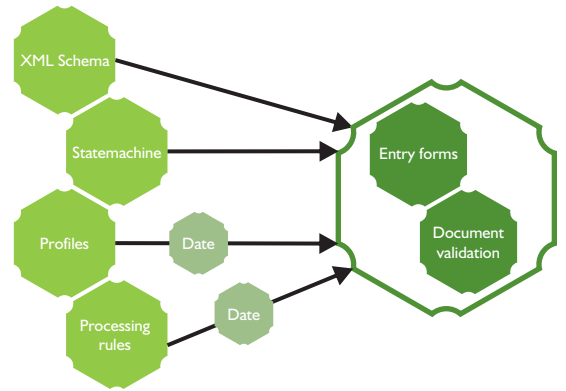 XML Schema
Statemachine
Profiles
Date
Processing
rules
Date
Entry forms
Document
validation